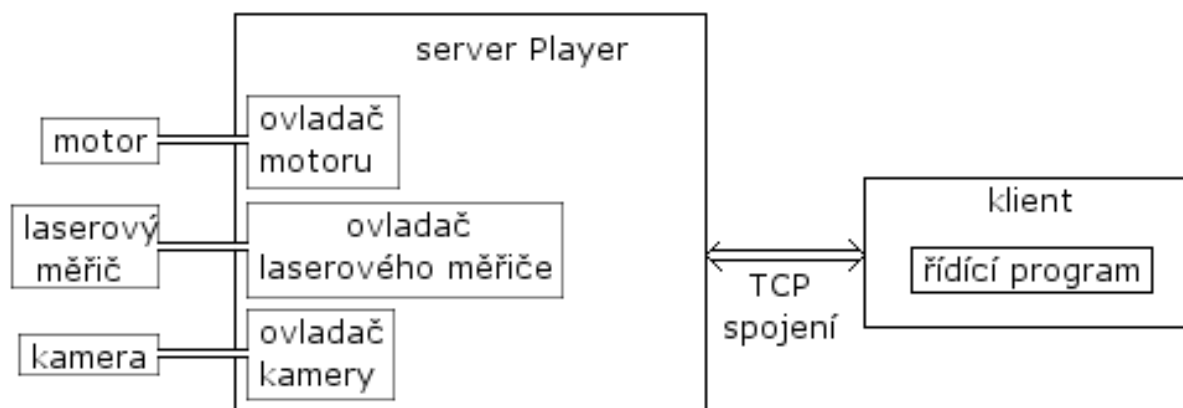 server Player
motor
ovladač
motoru
laserový
měřič
ovladač
laserového měřiče
kamera
ovladač
kamery
TCP
spojení
klient
řídící program